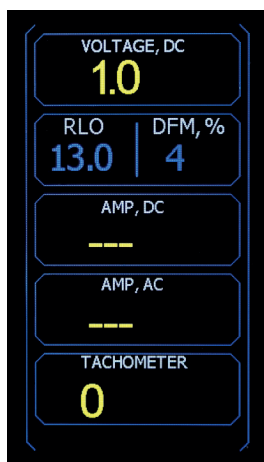 VOLTAGE, DC
1.0
RLO DFM, %
13.0 4
AMP, DC
---
AMP, AC
---
TACHOMETER
0